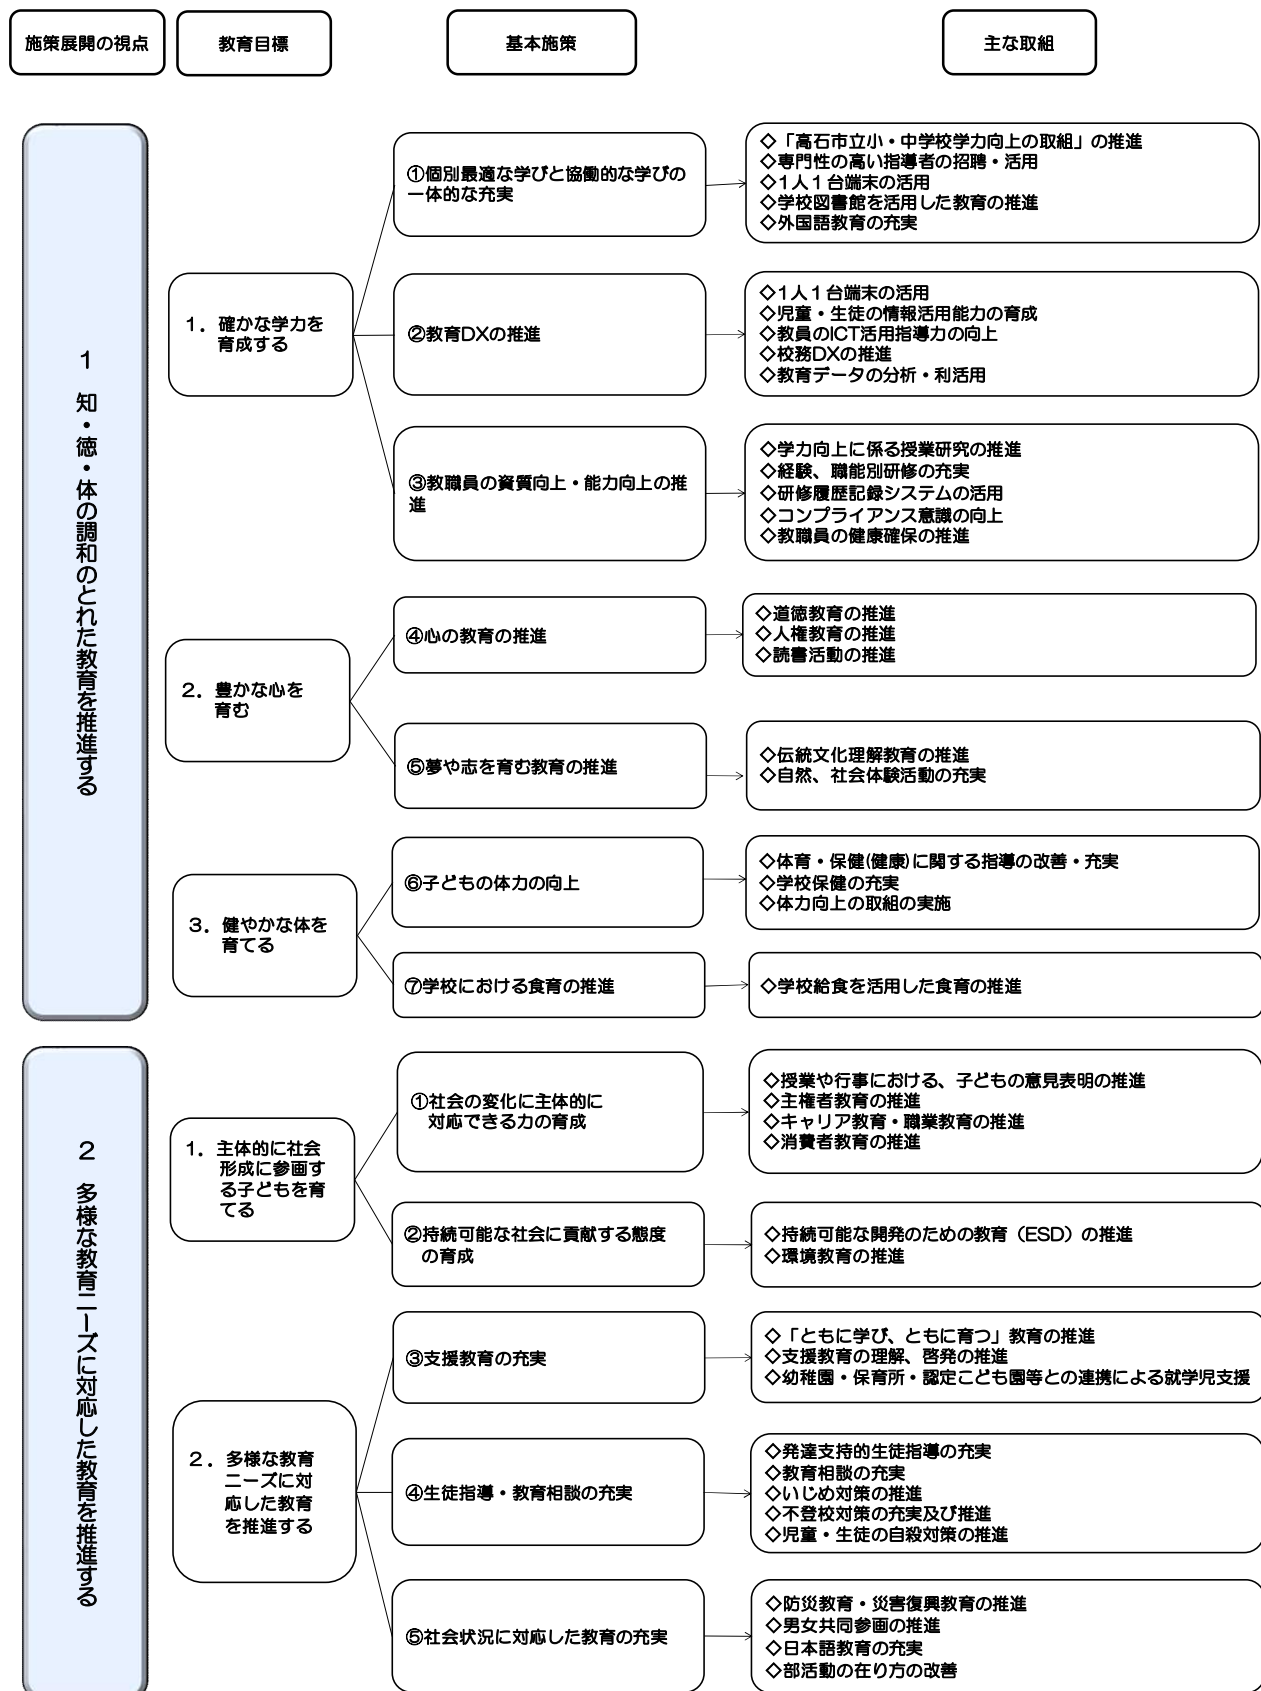 施策展開の視点
教育目標
基本施策
主な取組
1 知・徳・体の調和のとれた教育を推進する
1．確かな学力を
育成する
①個別最適な学びと協働的な学びの
一体的な充実
◇「高石市立小・中学校学力向上の取組」の推進
◇専門性の高い指導者の招聘・活用
◇1人1台端末の活用
◇学校図書館を活用した教育の推進
◇外国語教育の充実
②教育DXの推進
◇1人1台端末の活用
◇児童・生徒の情報活用能力の育成
◇教員のICT活用指導力の向上
◇校務DXの推進
◇教育データの分析・利活用
③教職員の資質向上・能力向上の推
進
◇学力向上に係る授業研究の推進
◇経験、職能別研修の充実
◇研修履歴記録システムの活用
◇コンプライアンス意識の向上
◇教職員の健康確保の推進
2．豊かな心を
育む
④心の教育の推進
◇道徳教育の推進
◇人権教育の推進
◇読書活動の推進
⑤夢や志を育む教育の推進
◇伝統文化理解教育の推進
◇自然、社会体験活動の充実
3．健やかな体を
育てる
⑥子どもの体力の向上
◇体育・保健(健康)に関する指導の改善・充実
◇学校保健の充実
◇体力向上の取組の実施
⑦学校における食育の推進
◇学校給食を活用した食育の推進
2 多様な教育ニーズに対応した教育を推進する
1．主体的に社会
形成に参画す
る子どもを育
てる
①社会の変化に主体的に
対応できる力の育成
◇授業や行事における、子どもの意見表明の推進
◇主権者教育の推進
◇キャリア教育・職業教育の推進
◇消費者教育の推進
②持続可能な社会に貢献する態度
の育成
◇持続可能な開発のための教育（ESD）の推進
◇環境教育の推進
2．多様な教育
ニーズに対
応した教育
を推進する
③支援教育の充実
◇「ともに学び、ともに育つ」教育の推進
◇支援教育の理解、啓発の推進
◇幼稚園・保育所・認定こども園等との連携による就学児支援
④生徒指導・教育相談の充実
◇発達支持的生徒指導の充実
◇教育相談の充実
◇いじめ対策の推進
◇不登校対策の充実及び推進
◇児童・生徒の自殺対策の推進
⑤社会状況に対応した教育の充実
◇防災教育・災害復興教育の推進
◇男女共同参画の推進
◇日本語教育の充実
◇部活動の在り方の改善